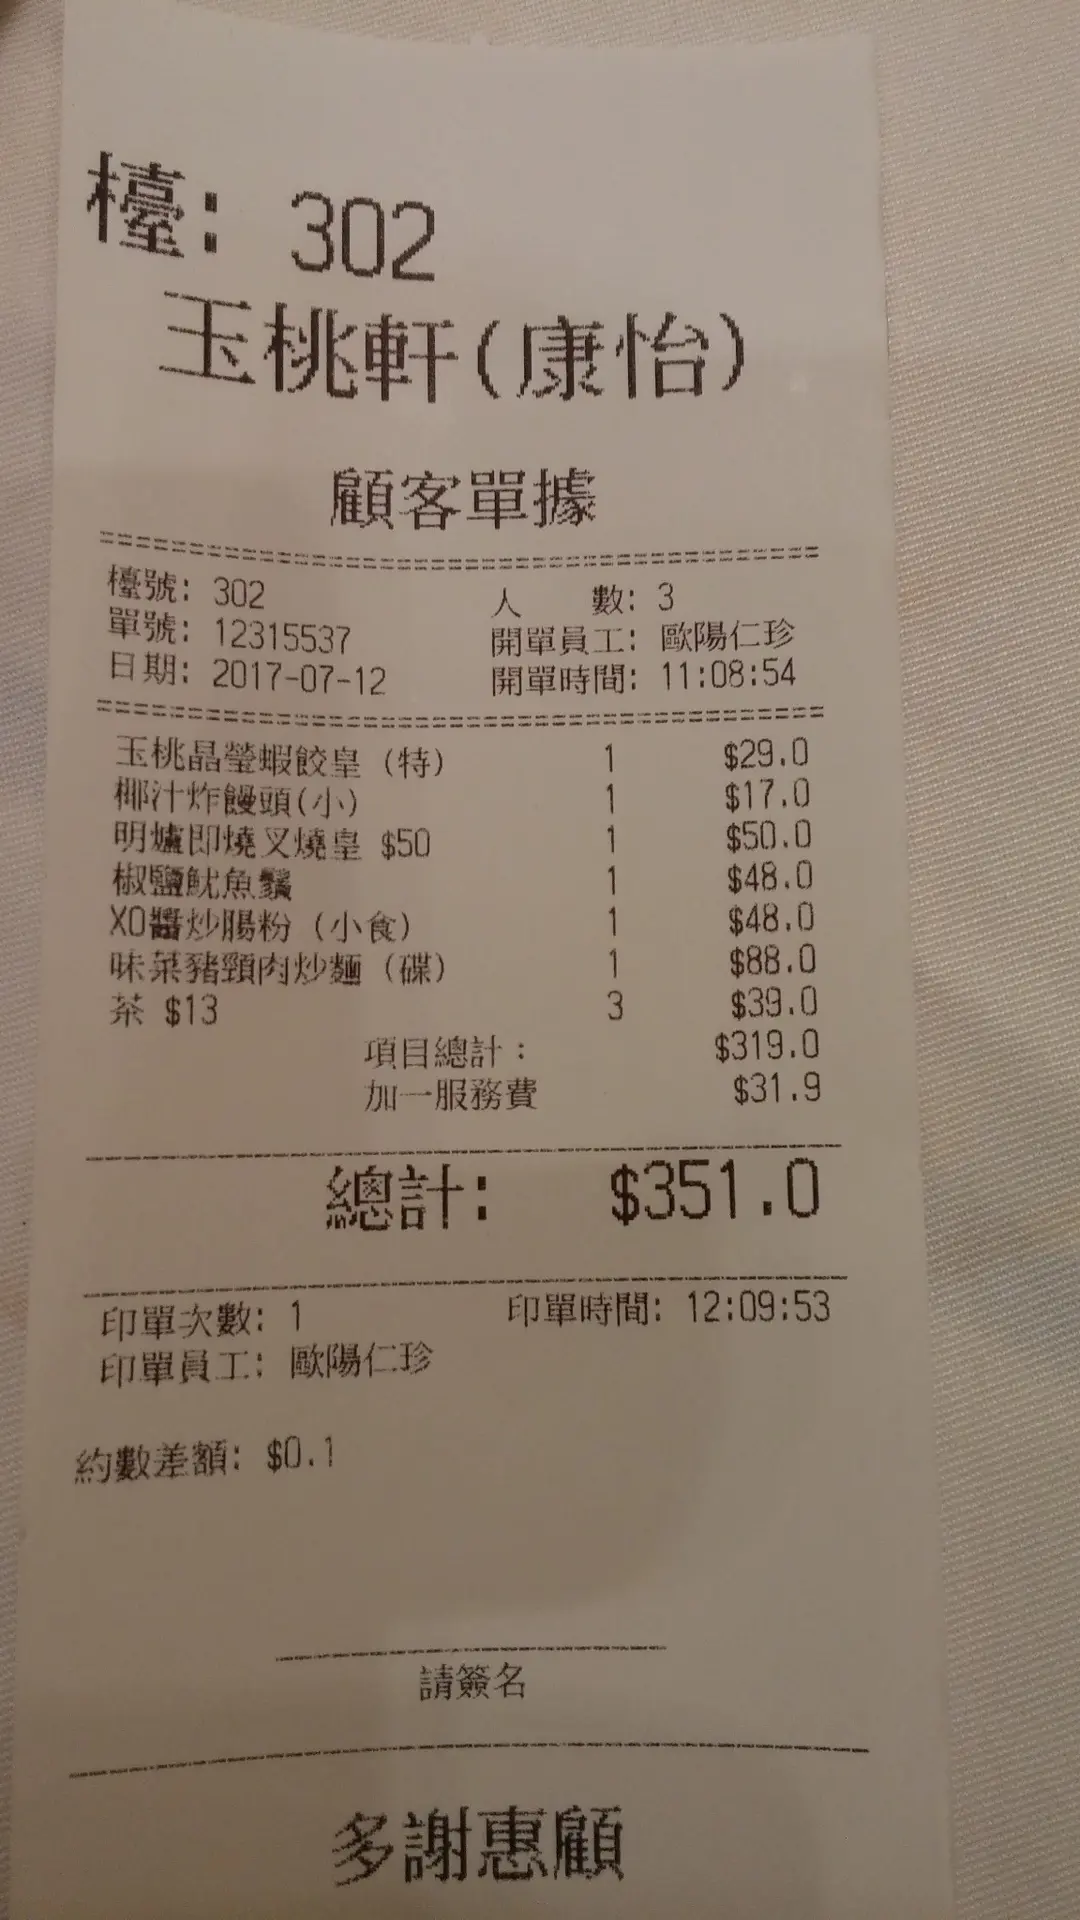 檯: 302
玉桃軒(康怡)
顧客單據
檯號: 302 人 數: 3
單號: 12315537 開單員工: 歐陽仁珍
日期: 2017-07-12 開單時間: 11:08:54
玉桃晶瑩蝦餃皇 (特) 1 $29.0
椰汁炸饅頭(小) 1 $17.0
明爐即燒叉燒皇 $50 1 $50.0
椒鹽魷魚鬚 1 $48.0
XO醬炒腸粉 (小食) 1 $48.0
味菜豬頸肉炒麵 (碟) 1 $88.0
茶 $13 3 $39.0
項目總計: $319.0
加一服務費 $31.9
總計: $351.0
印單次數: 1 印單時間: 12:09:53
印單員工: 歐陽仁珍
約數差額: $0.1
請簽名
多謝惠顧